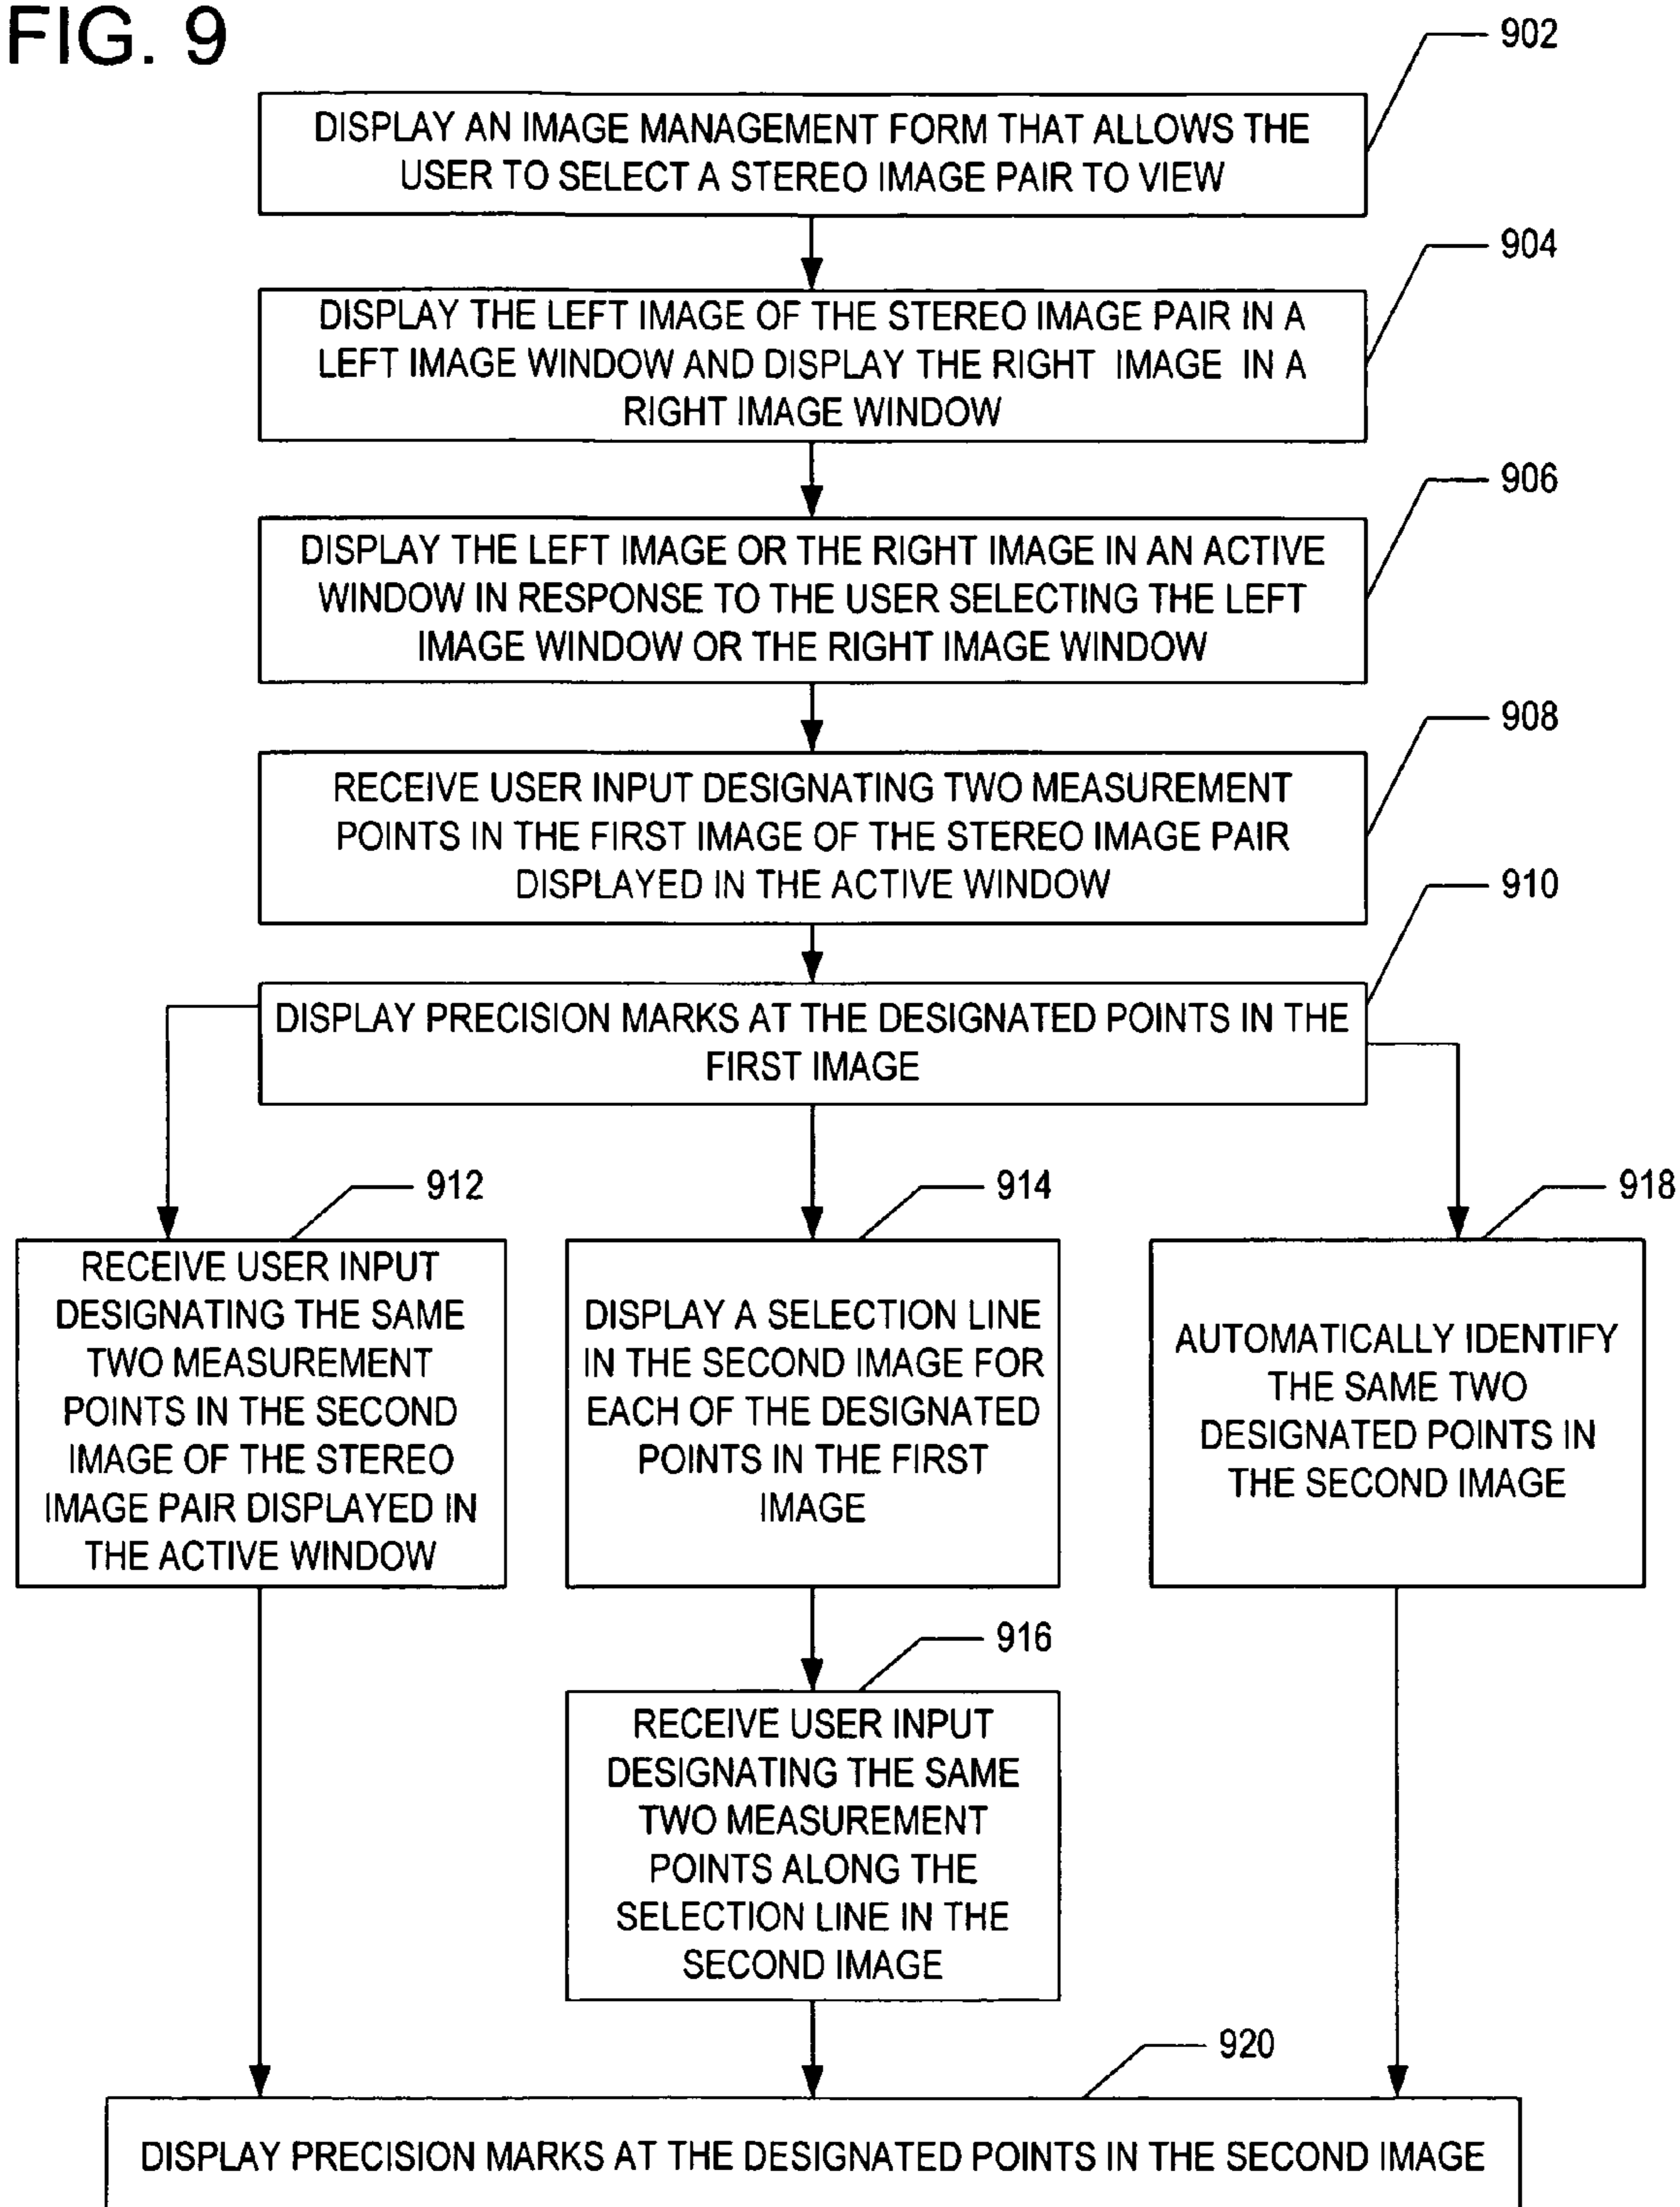 FIG. 9
902
DISPLAY AN IMAGE MANAGEMENT FORM THAT ALLOWS THE
USER TO SELECT A STEREO IMAGE PAIR TO VIEW
904
DISPLAY THE LEFT IMAGE OF THE STEREO IMAGE PAIR IN A
LEFT IMAGE WINDOW AND DISPLAY THE RIGHT IMAGE IN A
RIGHT IMAGE WINDOW
906
DISPLAY THE LEFT IMAGE OR THE RIGHT IMAGE IN AN ACTIVE
WINDOW IN RESPONSE TO THE USER SELECTING THE LEFT
IMAGE WINDOW OR THE RIGHT IMAGE WINDOW
908
RECEIVE USER INPUT DESIGNATING TWO MEASUREMENT
POINTS IN THE FIRST IMAGE OF THE STEREO IMAGE PAIR
DISPLAYED IN THE ACTIVE WINDOW
910
DISPLAY PRECISION MARKS AT THE DESIGNATED POINTS IN THE
FIRST IMAGE
912
RECEIVE USER INPUT
DESIGNATING THE SAME
TWO MEASUREMENT
POINTS IN THE SECOND
IMAGE OF THE STEREO
IMAGE PAIR DISPLAYED IN
THE ACTIVE WINDOW
914
DISPLAY A SELECTION LINE
IN THE SECOND IMAGE FOR
EACH OF THE DESIGNATED
POINTS IN THE FIRST
IMAGE
918
AUTOMATICALLY IDENTIFY
THE SAME TWO
DESIGNATED POINTS IN
THE SECOND IMAGE
916
RECEIVE USER INPUT
DESIGNATING THE SAME
TWO MEASUREMENT
POINTS ALONG THE
SELECTION LINE IN THE
SECOND IMAGE
920
DISPLAY PRECISION MARKS AT THE DESIGNATED POINTS IN THE SECOND IMAGE